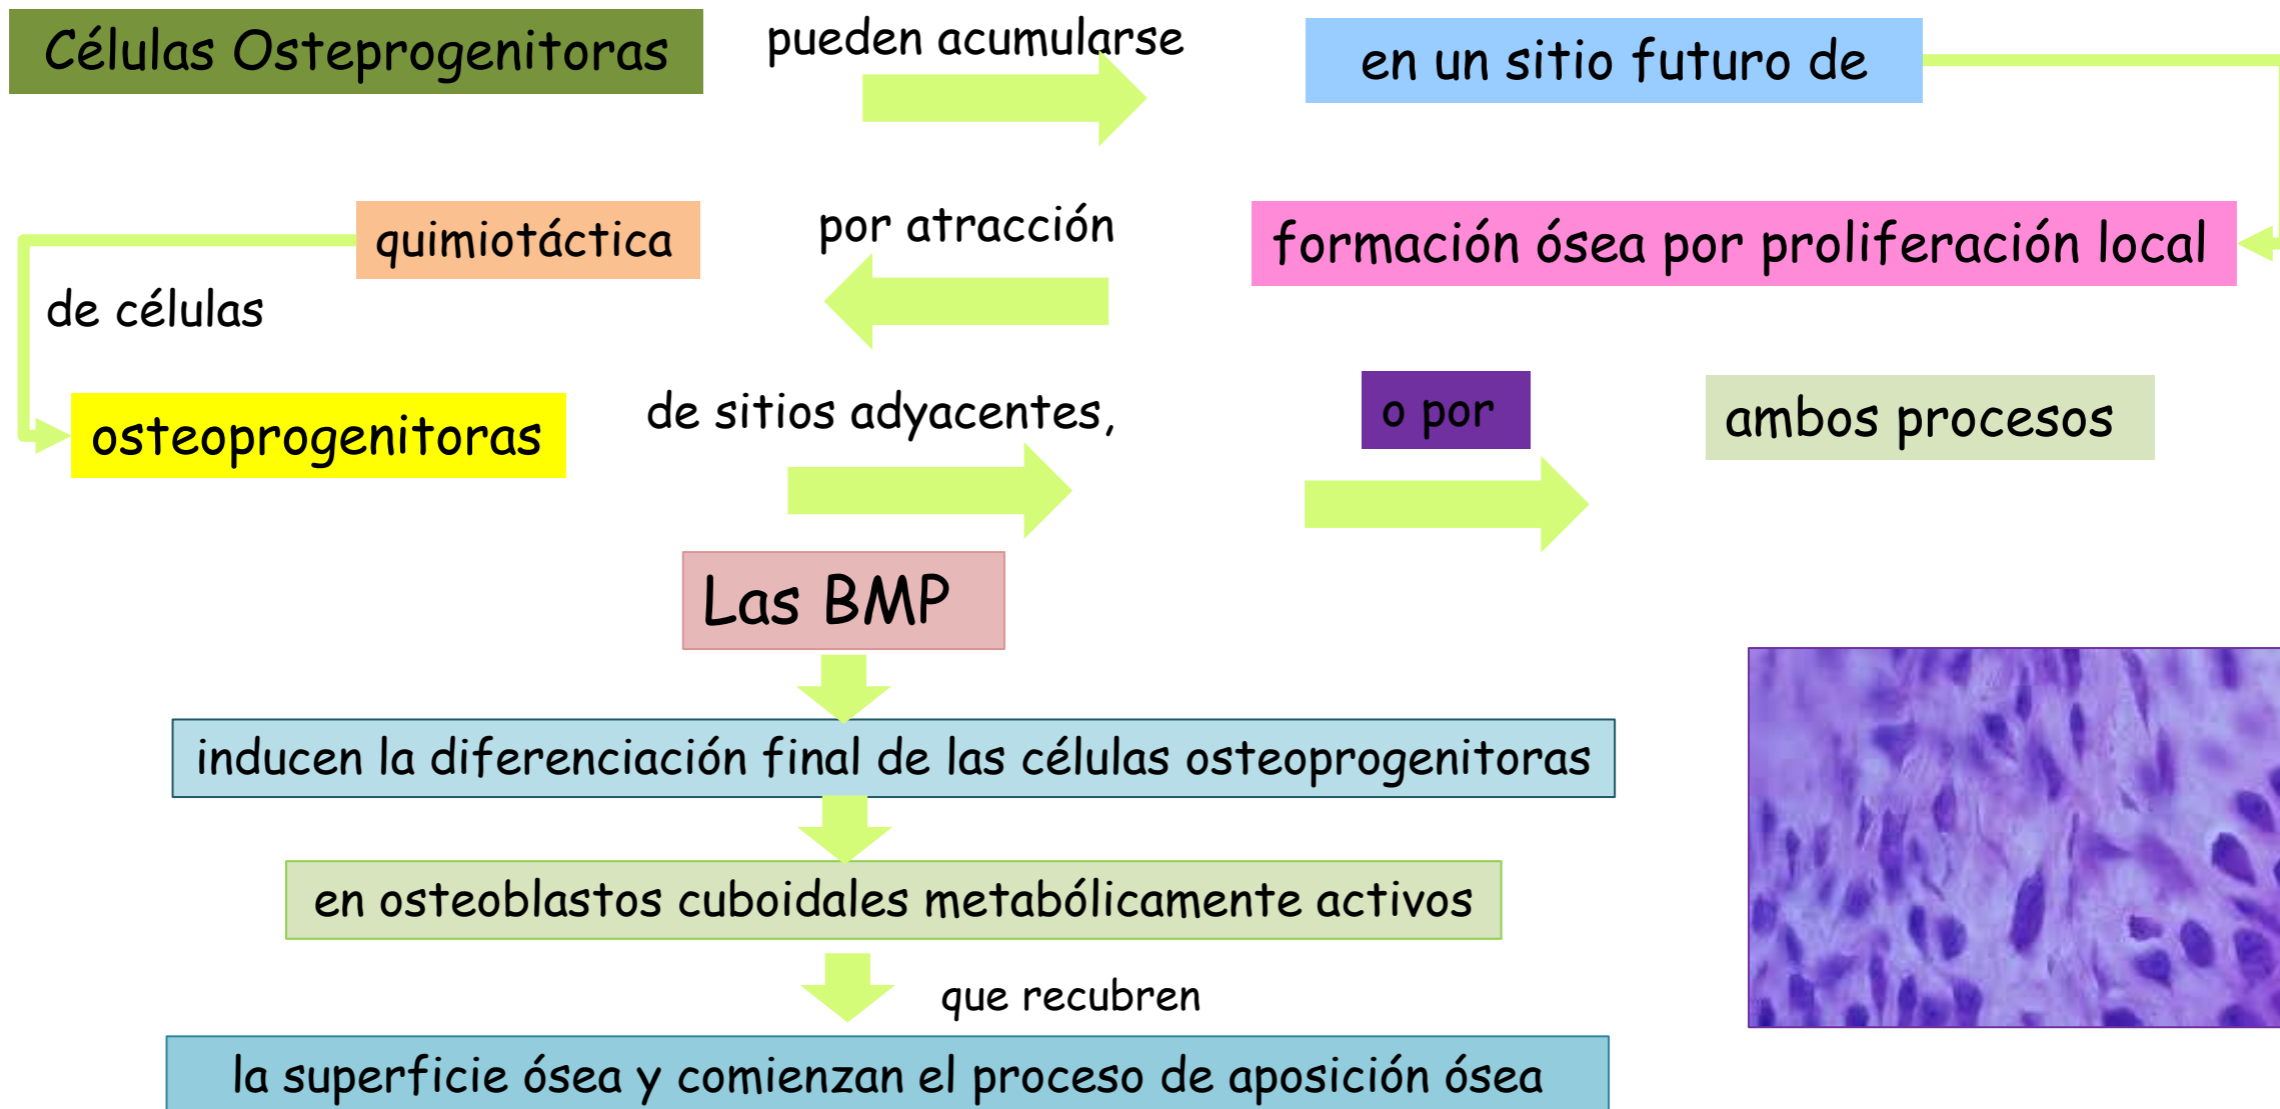 Células Osteprogenitoras
pueden acumularse
en un sitio futuro de
formación ósea por proliferación local
por atracción
quimiotáctica
de células
osteoprogenitoras
de sitios adyacentes,
o por
ambos procesos
Las BMP
inducen la diferenciación final de las células osteoprogenitoras
en osteoblastos cuboidales metabólicamente activos
que recubren
la superficie ósea y comienzan el proceso de aposición ósea